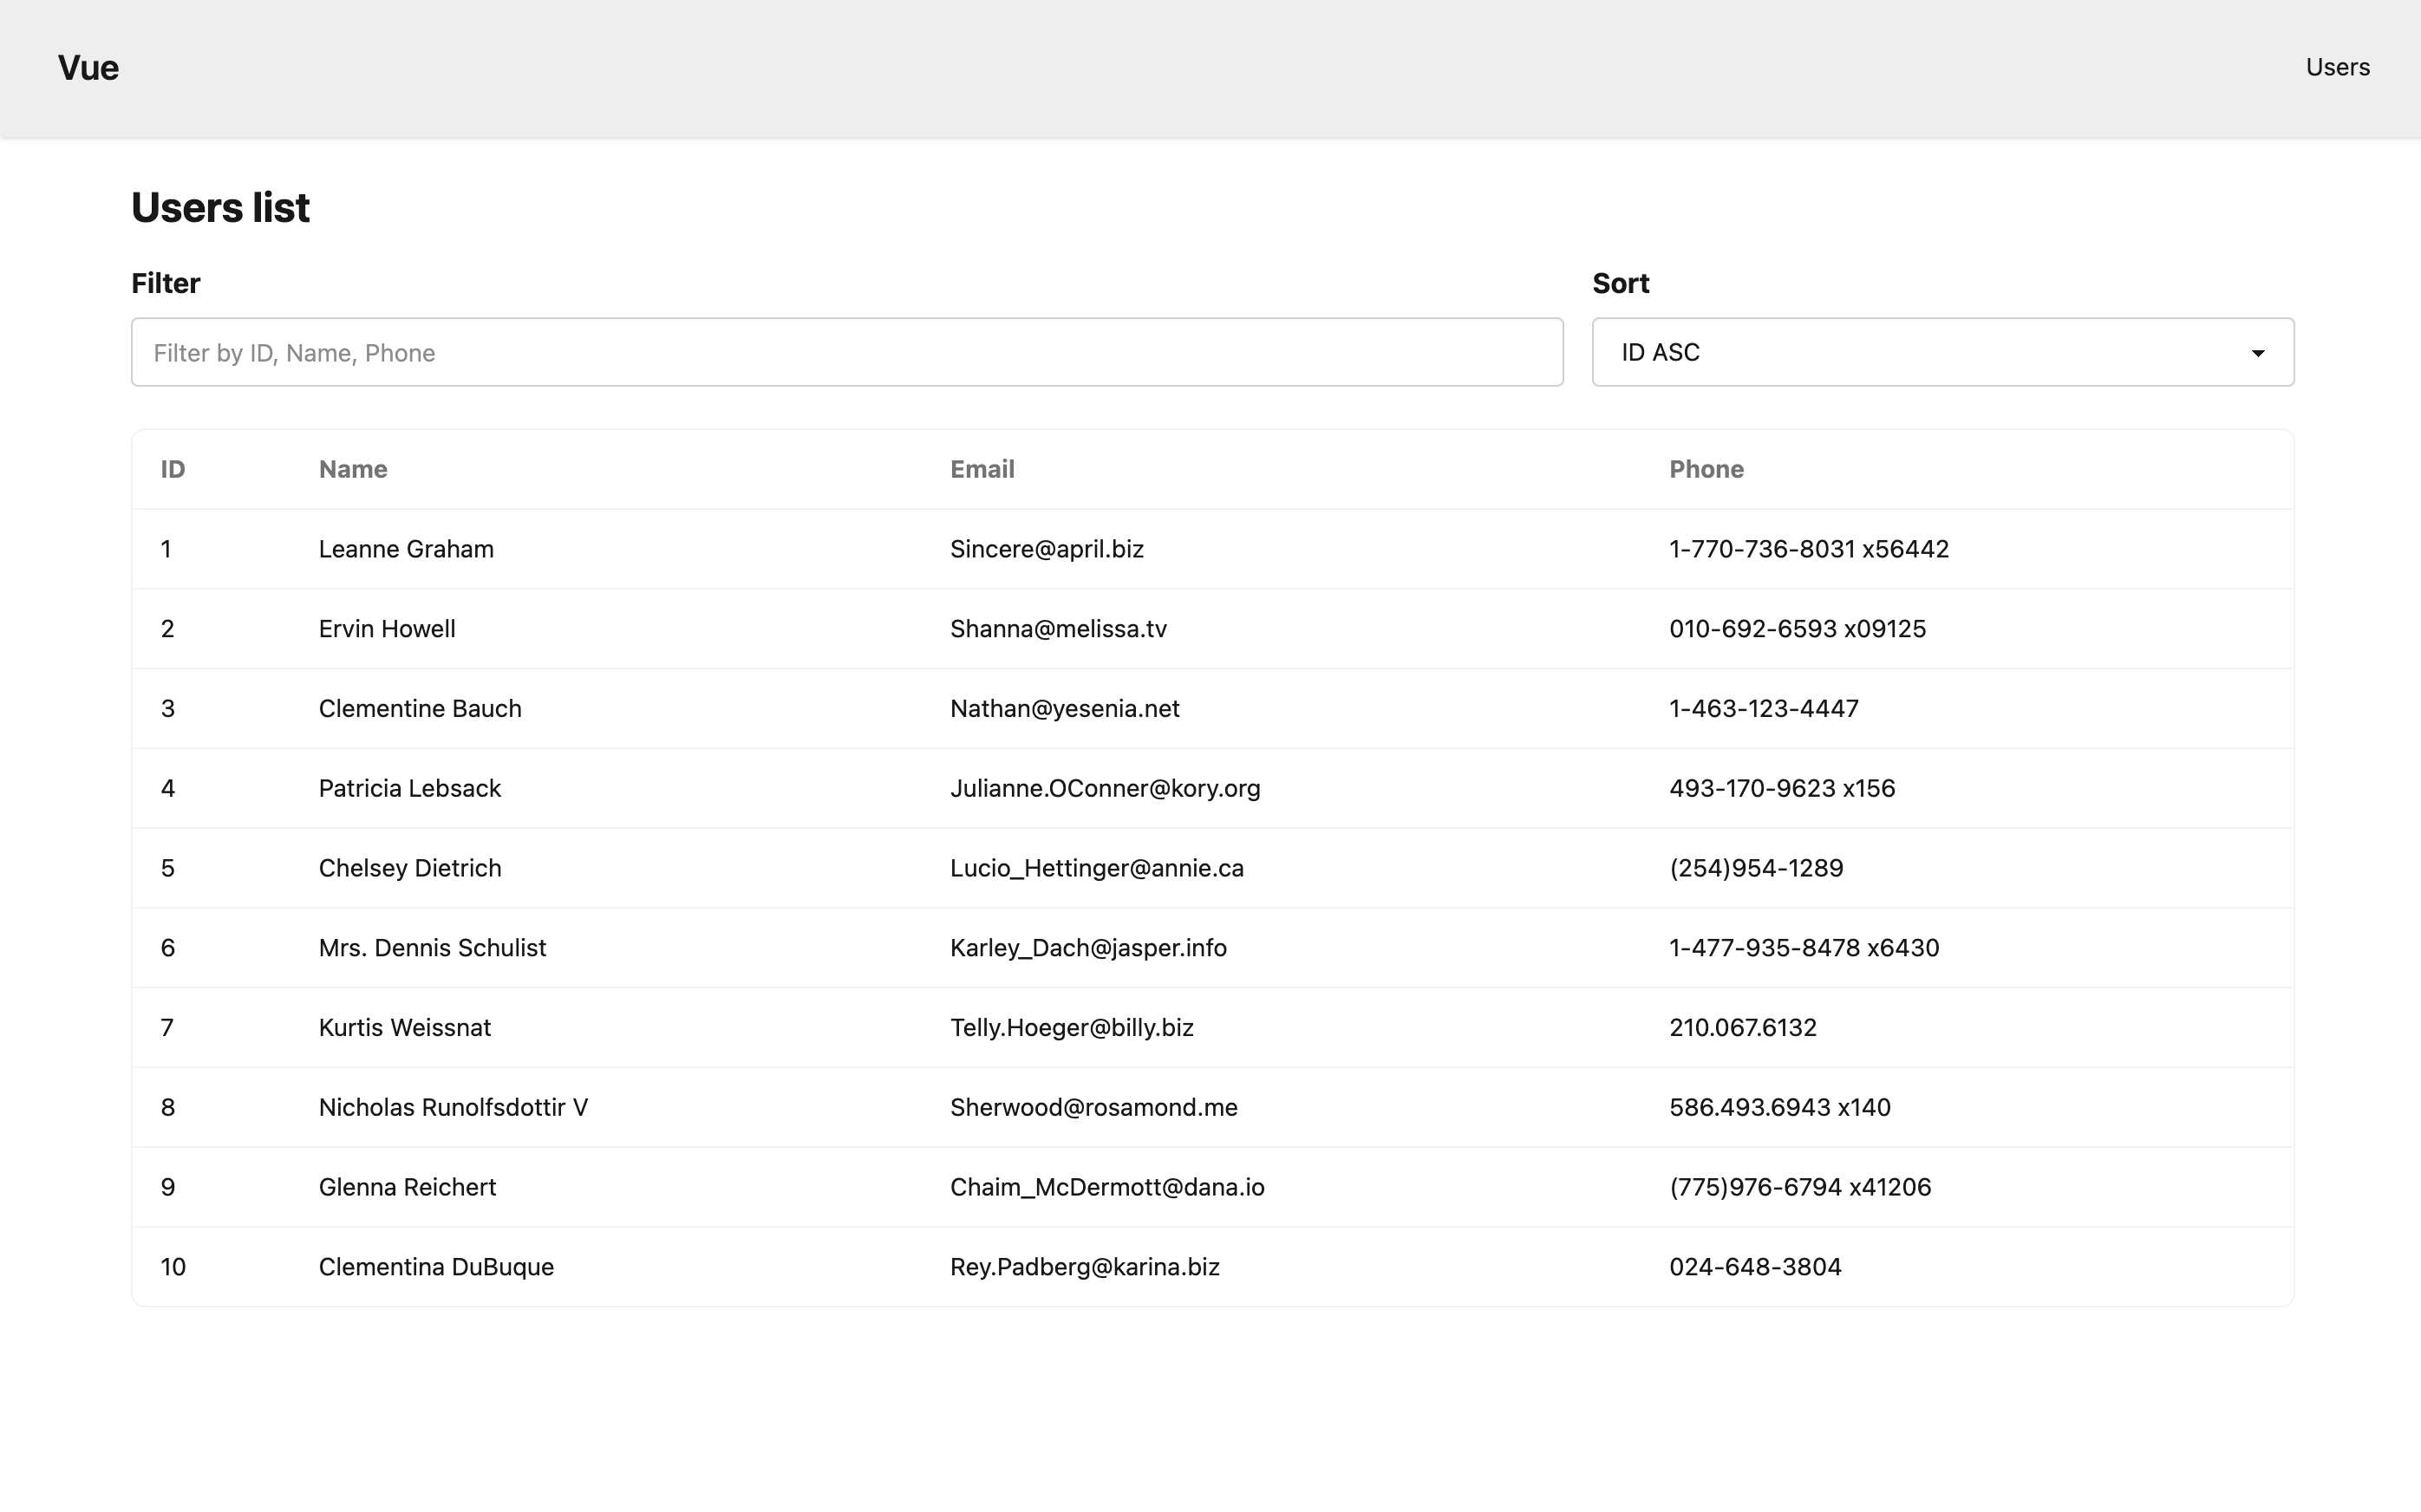 Vue Users
Users list
Filter Sort
Filter by ID, Name, Phone ID ASC
ID Name Email Phone
1 Leanne Graham Sincere@april.biz 1-770-736-8031 x56442
2 Ervin Howell Shanna@melissa.tv 010-692-6593 x09125
3 Clementine Bauch Nathan@yesenia.net 1-463-123-4447
4 Patricia Lebsack Julianne.OConner@kory.org 493-170-9623 x156
5 Chelsey Dietrich Lucio_Hettinger@annie.ca (254)954-1289
6 Mrs. Dennis Schulist Karley_Dach@jasper.info 1-477-935-8478 x6430
7 Kurtis Weissnat Telly.Hoeger@billy.biz 210.067.6132
8 Nicholas Runolfsdottir V Sherwood@rosamond.me 586.493.6943 x140
9 Glenna Reichert Chaim_McDermott@dana.io (775)976-6794 x41206
10 Clementina DuBuque Rey.Padberg@karina.biz 024-648-3804